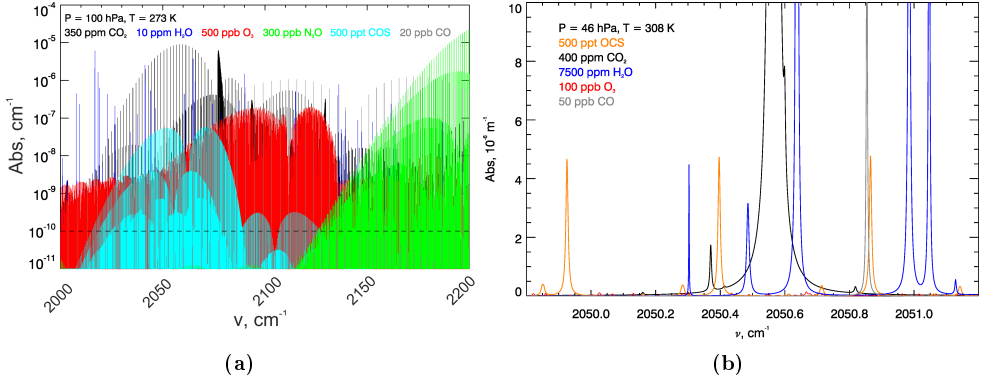 P = 100 hPa, T = 273 K
350 ppm CO₂ 10 ppm H₂O 500 ppb O₃ 300 ppb N₂O 500 ppt COS 20 ppb CO
10⁻⁴
10⁻⁵
10⁻⁶
10⁻⁷
10⁻⁸
10⁻⁹
10⁻¹⁰
10⁻¹¹
Abs, cm⁻¹
2000 2050 2100 2150 2200
ν, cm⁻¹
(a)
P = 46 hPa, T = 308 K
500 ppt OCS
400 ppm CO₂
7500 ppm H₂O
100 ppb O₃
50 ppb CO
10
8
6
4
2
0
Abs, 10⁻⁶ m⁻¹
2050.0 2050.2 2050.4 2050.6 2050.8 2051.0
ν, cm⁻¹
(b)